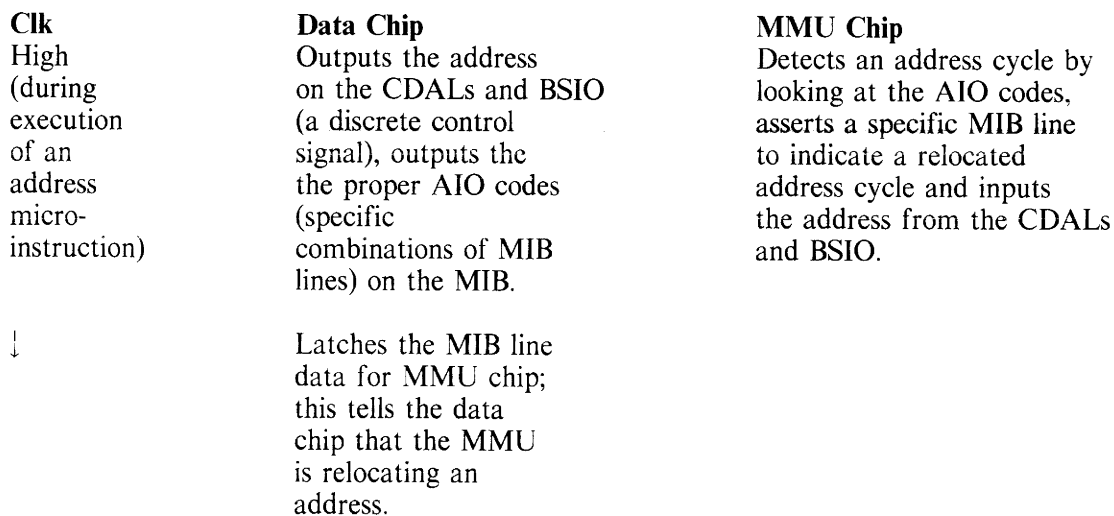 Clk
High
(during
execution
of an
address
micro-
instruction)
Data Chip
Outputs the address
on the CDALs and BSIO
(a discrete control
signal), outputs the
the proper AIO codes
(specific
combinations of MIB
lines) on the MIB.
MMU Chip
Detects an address cycle by
looking at the AIO codes,
asserts a specific MIB line
to indicate a relocated
address cycle and inputs
the address from the CDALs
and BSIO.
↓
Latches the MIB line
data for MMU chip;
this tells the data
chip that the MMU
is relocating an
address.